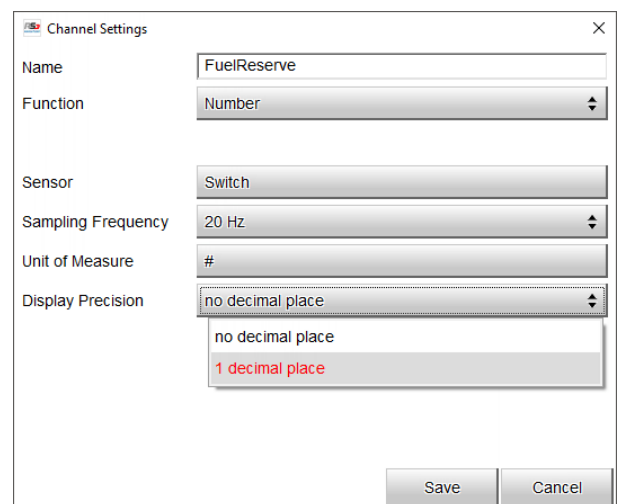 Channel Settings
Name FuelReserve
Function Number
Sensor Switch
Sampling Frequency 20 Hz
Unit of Measure #
Display Precision no decimal place
no decimal place
1 decimal place
Save Cancel